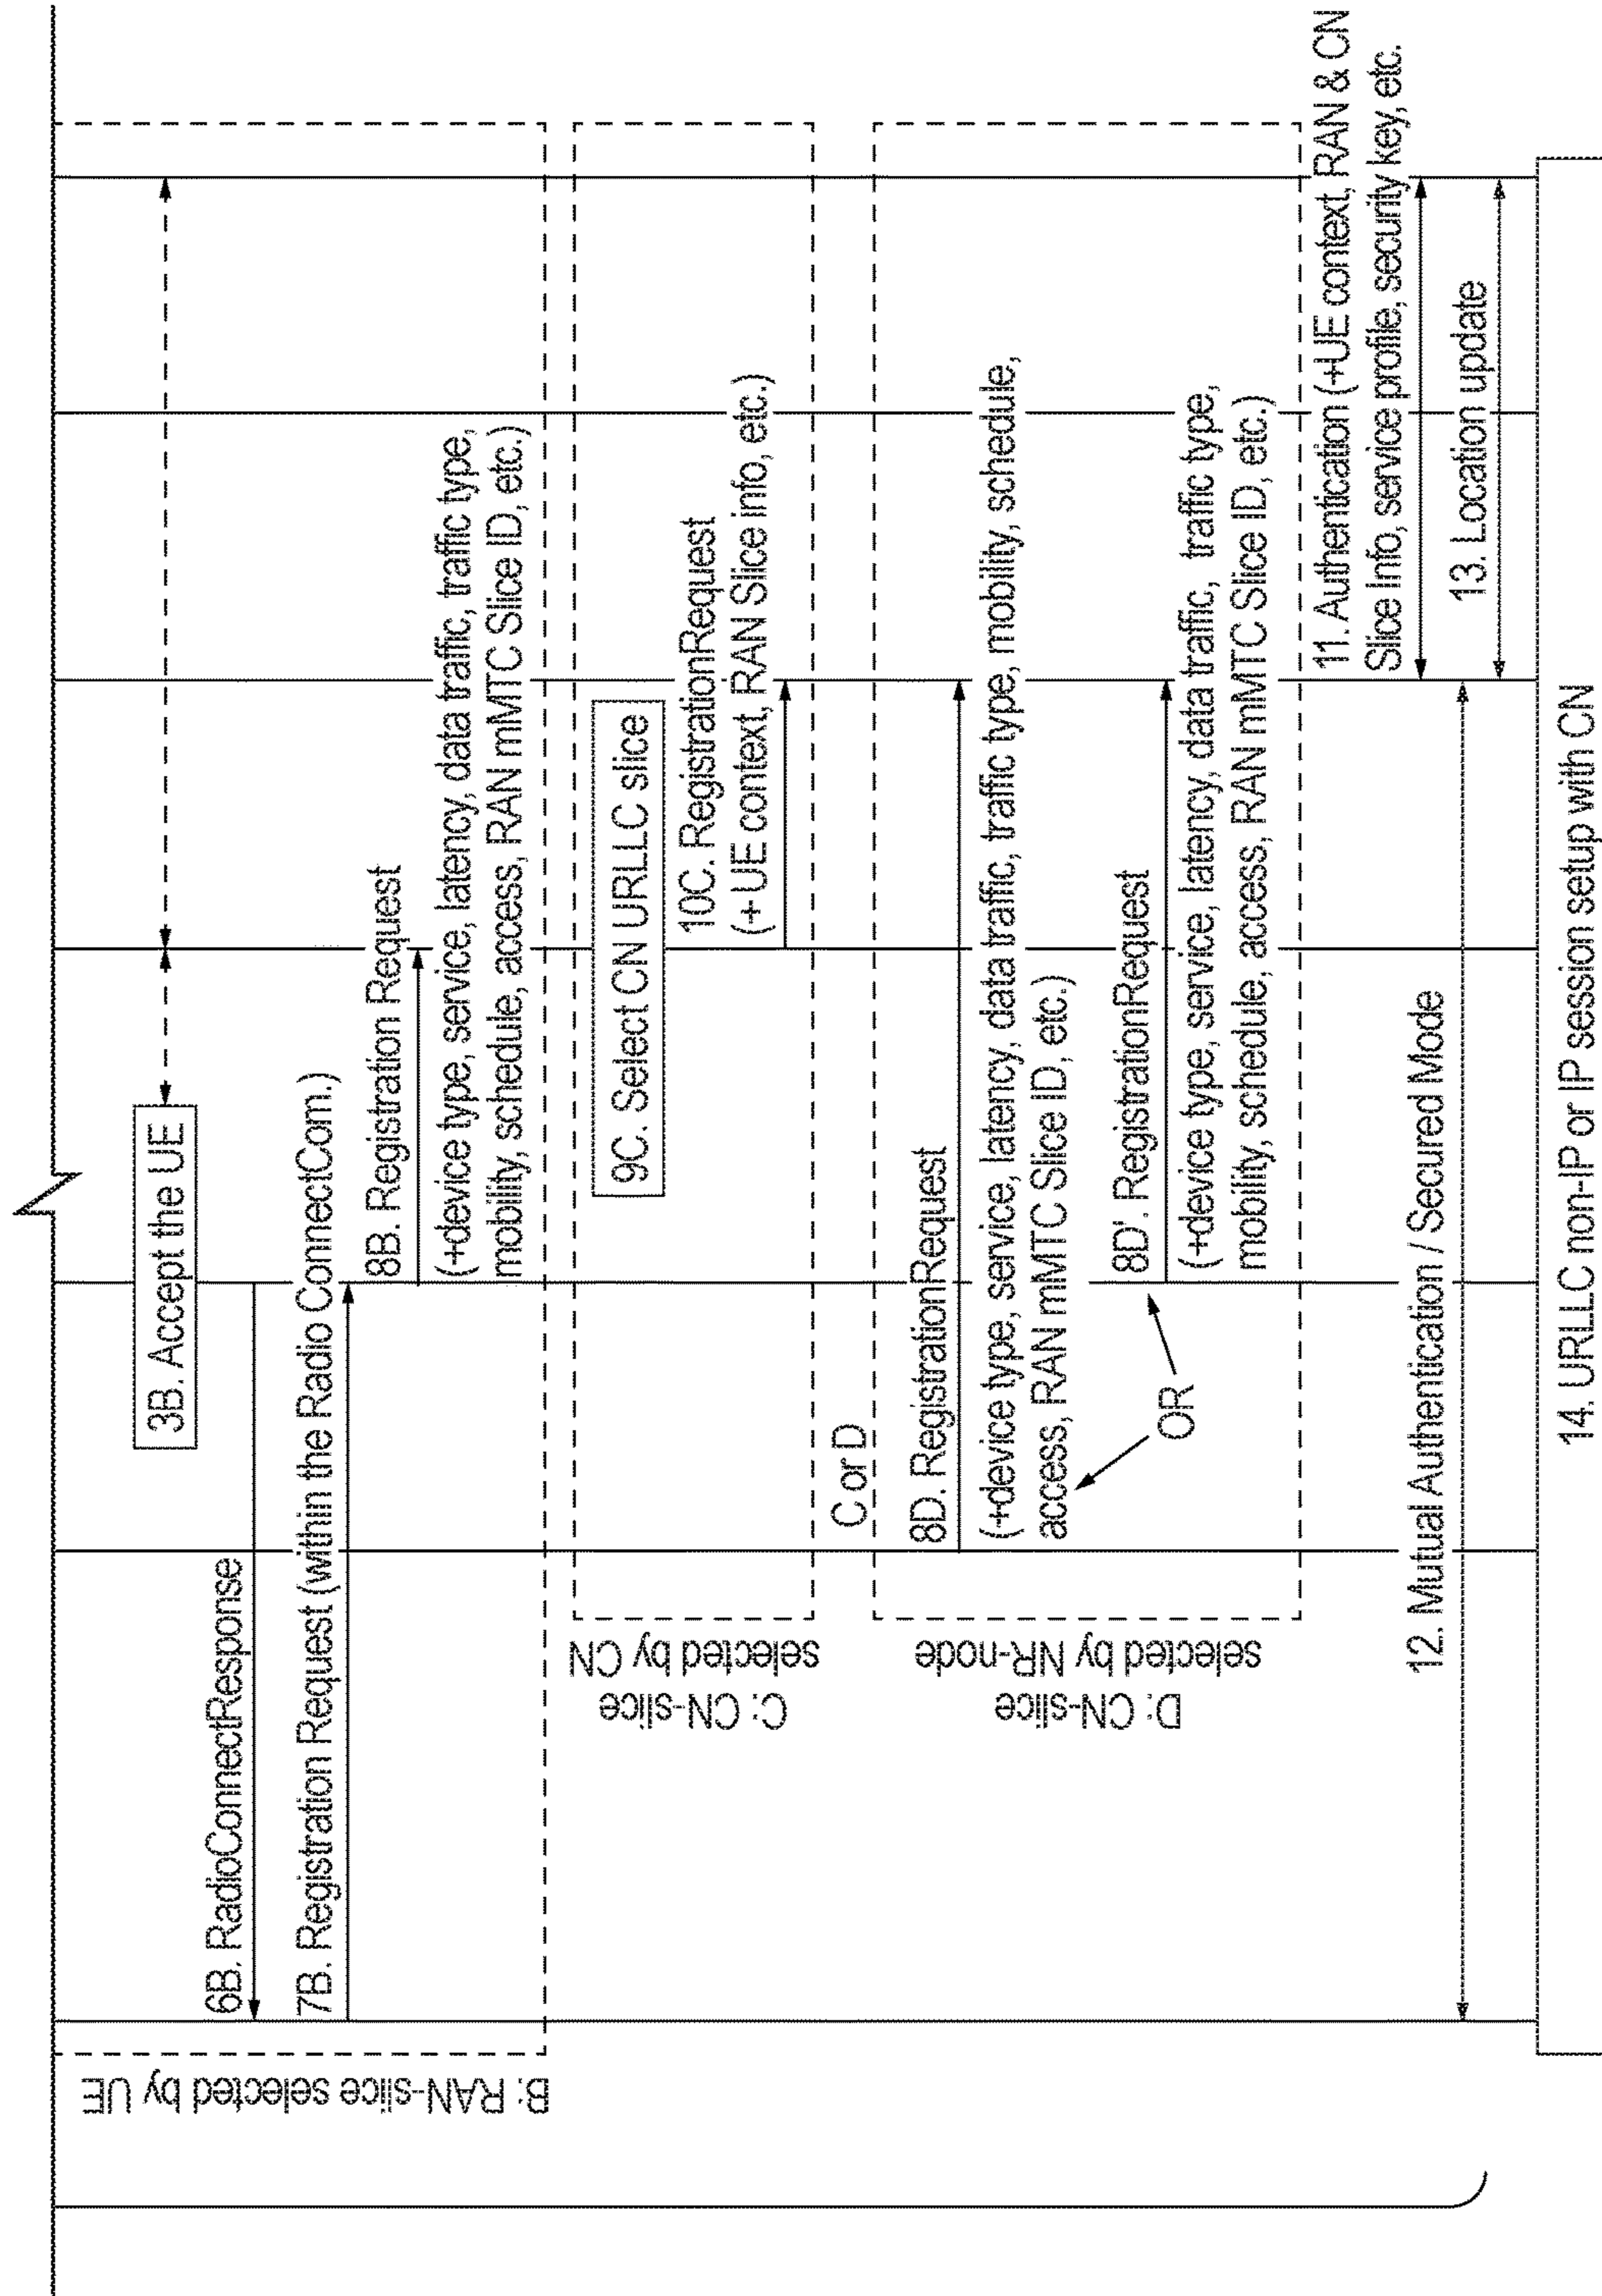 3B. Accept the UE
6B. RadioConnectResponse
7B. Registration Request (within the Radio ConnectCom.)
8B. Registration Request
(+device type, service, latency, data traffic, traffic type,
mobility, schedule, access, RAN mMTC Slice ID, etc.)
B: RAN-slice selected by UE
9C. Select CN URLLC slice
10C. RegistrationRequest
(+ UE context, RAN Slice info, etc.)
C: CN-slice
selected by CN
C or D
8D. RegistrationRequest
(+device type, service, latency, data traffic, traffic type, mobility, schedule,
access, RAN mMTC Slice ID, etc.)
OR
8D'. RegistrationRequest
(+device type, service, latency, data traffic, traffic type,
mobility, schedule, access, RAN mMTC Slice ID, etc.)
D: CN-slice
selected by NR-node
11. Authentication (+UE context, RAN & CN
Slice Info, service profile, security key, etc.
12. Mutual Authentication / Secured Mode
13. Location update
14. URLLC non-IP or IP session setup with CN